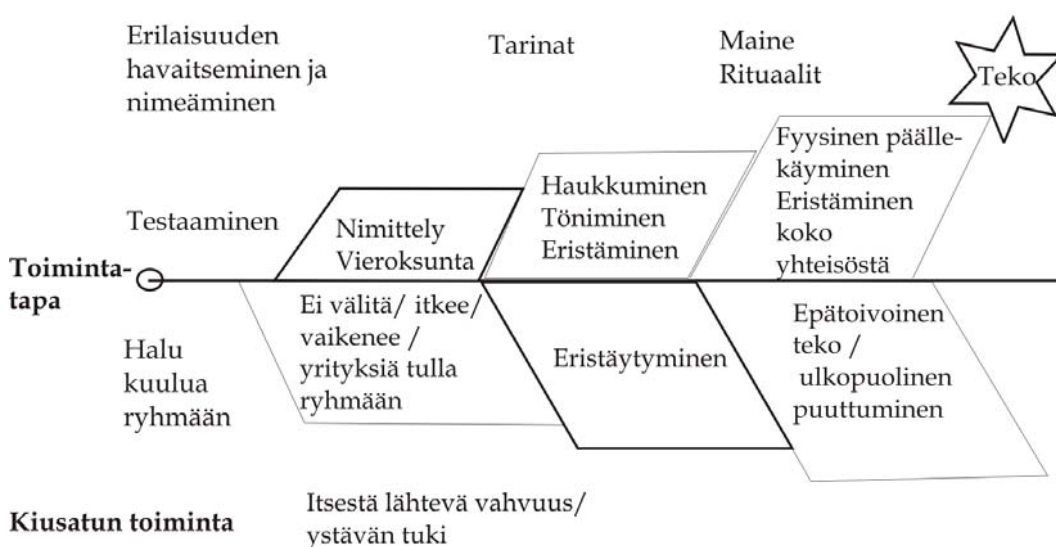 Erilaisuuden
havaitseminen ja
nimeäminen
Tarinat
Maine
Rituaalit
Teko
Testaaminen
Nimittely
Vieroksunta
Haukkuminen
Töniminen
Eristäminen
Fyysinen päälle-
käyminen
Eristäminen
koko
yhteisöstä
Toiminta-
tapa
Halu
kuulua
ryhmään
Ei välitä/ itkee/
vaikenee /
yrityksiä tulla
ryhmään
Eristäytyminen
Epätoivoinen
teko /
ulkopuolinen
puuttuminen
Kiusatun toiminta
Itsestä lähtevä vahvuus/
ystävän tuki